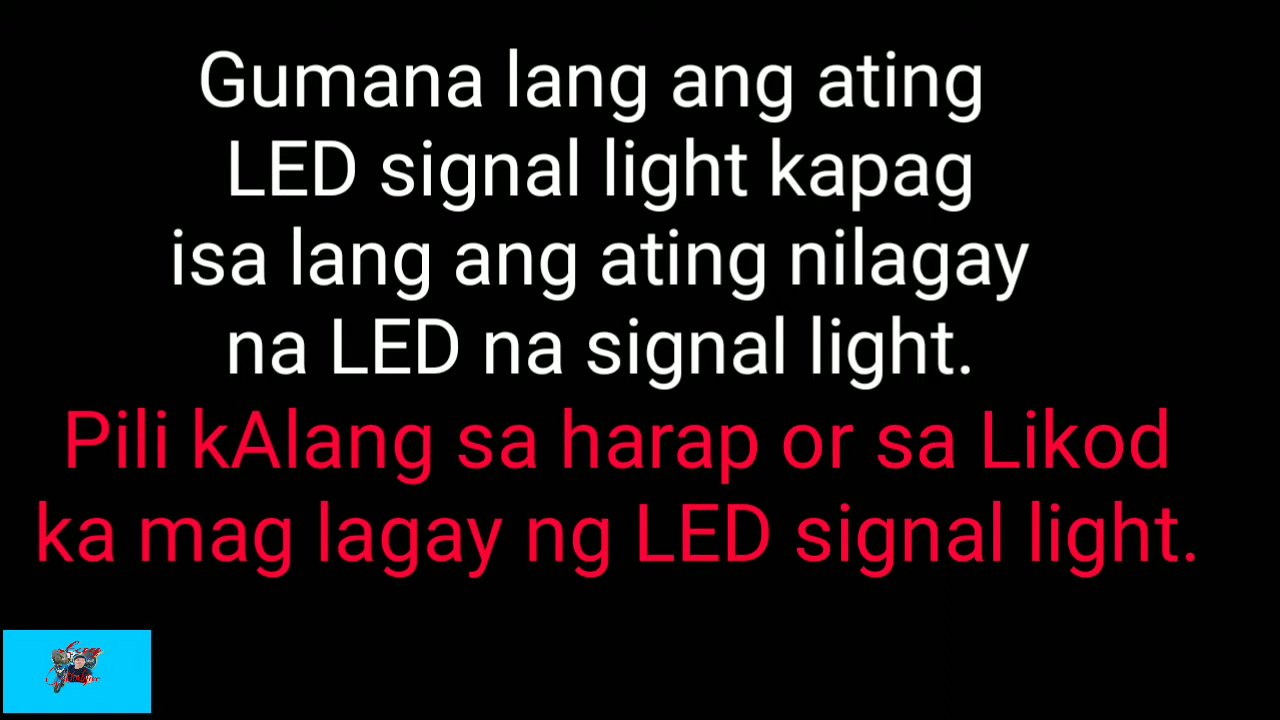 Gumana lang ang ating
LED signal light kapag
isa lang ang ating nilagay
na LED na signal light.
Pili kAlang sa harap or sa Likod
ka mag lagay ng LED signal light.